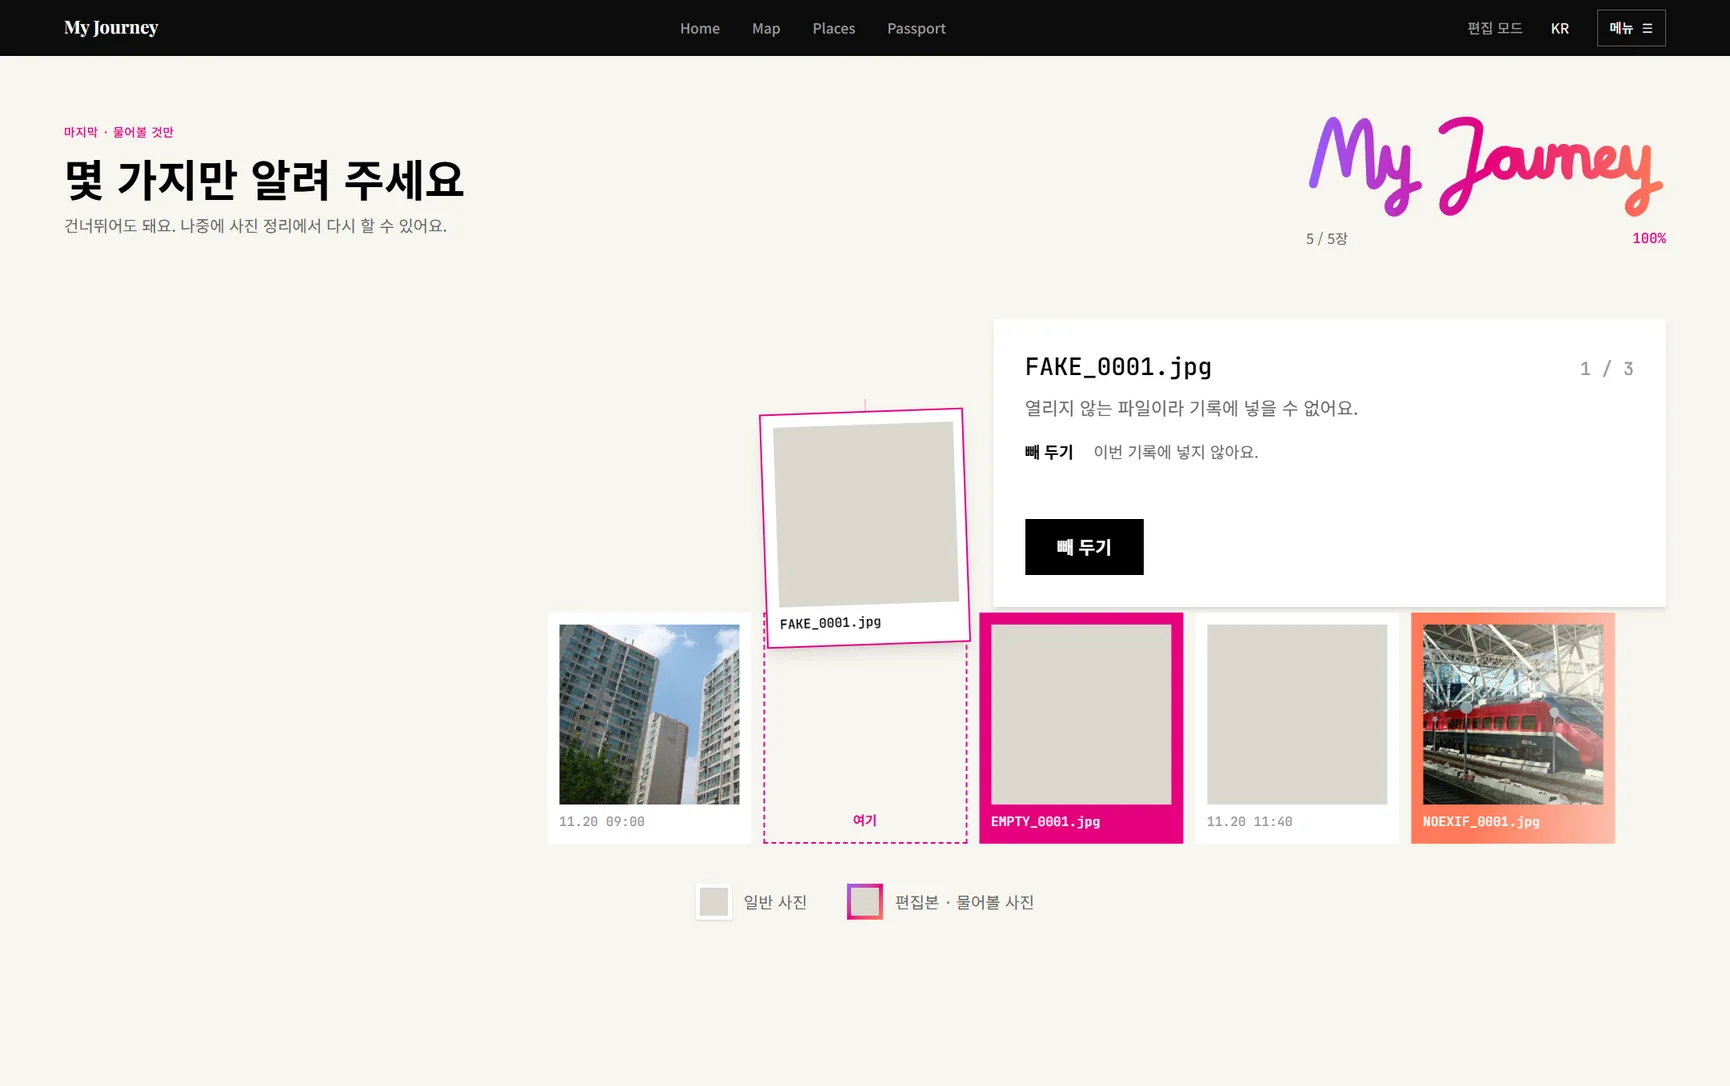 My Journey
Home
Map
Places
Passport
편집 모드
KR
메뉴 ☰
마지막 · 물어볼 것만
몇 가지만 알려 주세요
건너뛰어도 돼요. 나중에 사진 정리에서 다시 할 수 있어요.
My Journey
5 / 5장
100%
FAKE_0001.jpg
1 / 3
열리지 않는 파일이라 기록에 넣을 수 없어요.
빼 두기
이번 기록에 넣지 않아요.
빼 두기
FAKE_0001.jpg
11.20 09:00
여기
EMPTY_0001.jpg
11.20 11:40
NOEXIF_0001.jpg
일반 사진
편집본 · 물어볼 사진